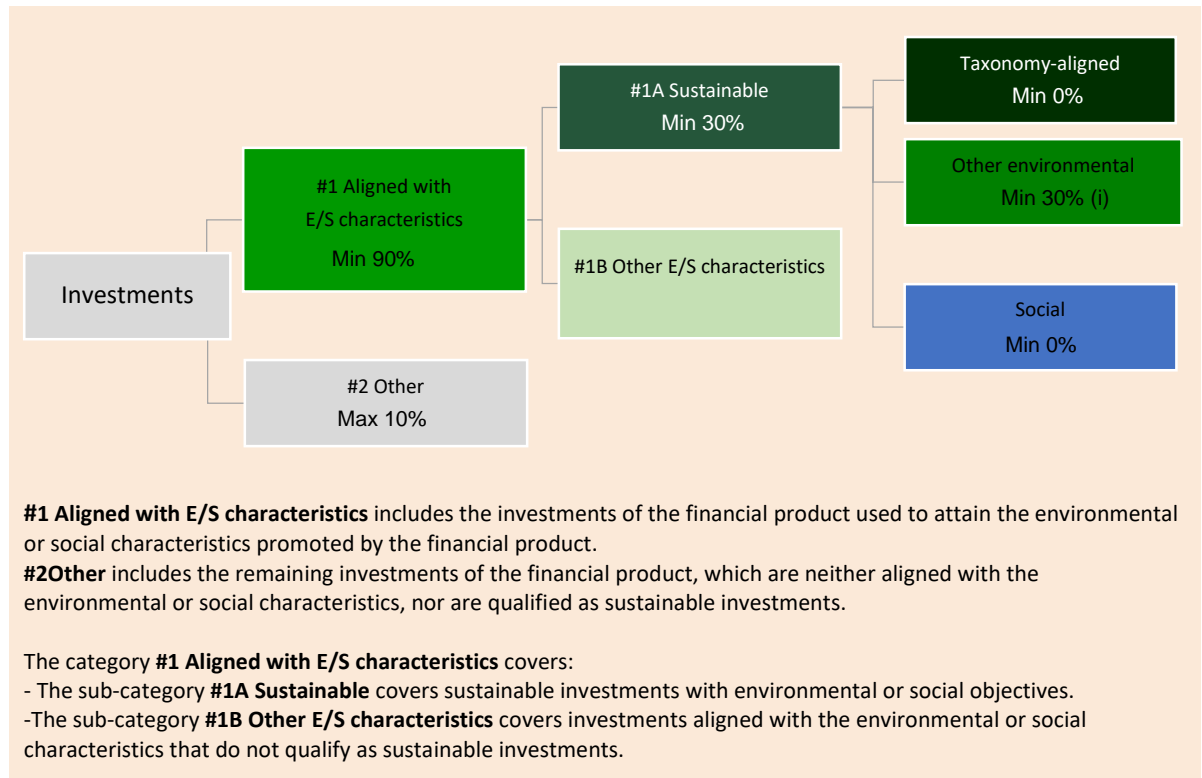 Taxonomy-aligned
Min 0%
#1A Sustainable
Min 30%
Other environmental
Min 30% (i)
#1 Aligned with
E/S characteristics
Min 90%
#1B Other E/S characteristics
Investments
Social
Min 0%
#2 Other
Max 10%
#1 Aligned with E/S characteristics includes the investments of the financial product used to attain the environmental
or social characteristics promoted by the financial product.
#2Other includes the remaining investments of the financial product, which are neither aligned with the
environmental or social characteristics, nor are qualified as sustainable investments.
The category #1 Aligned with E/S characteristics covers:
- The sub-category #1A Sustainable covers sustainable investments with environmental or social objectives.
-The sub-category #1B Other E/S characteristics covers investments aligned with the environmental or social
characteristics that do not qualify as sustainable investments.